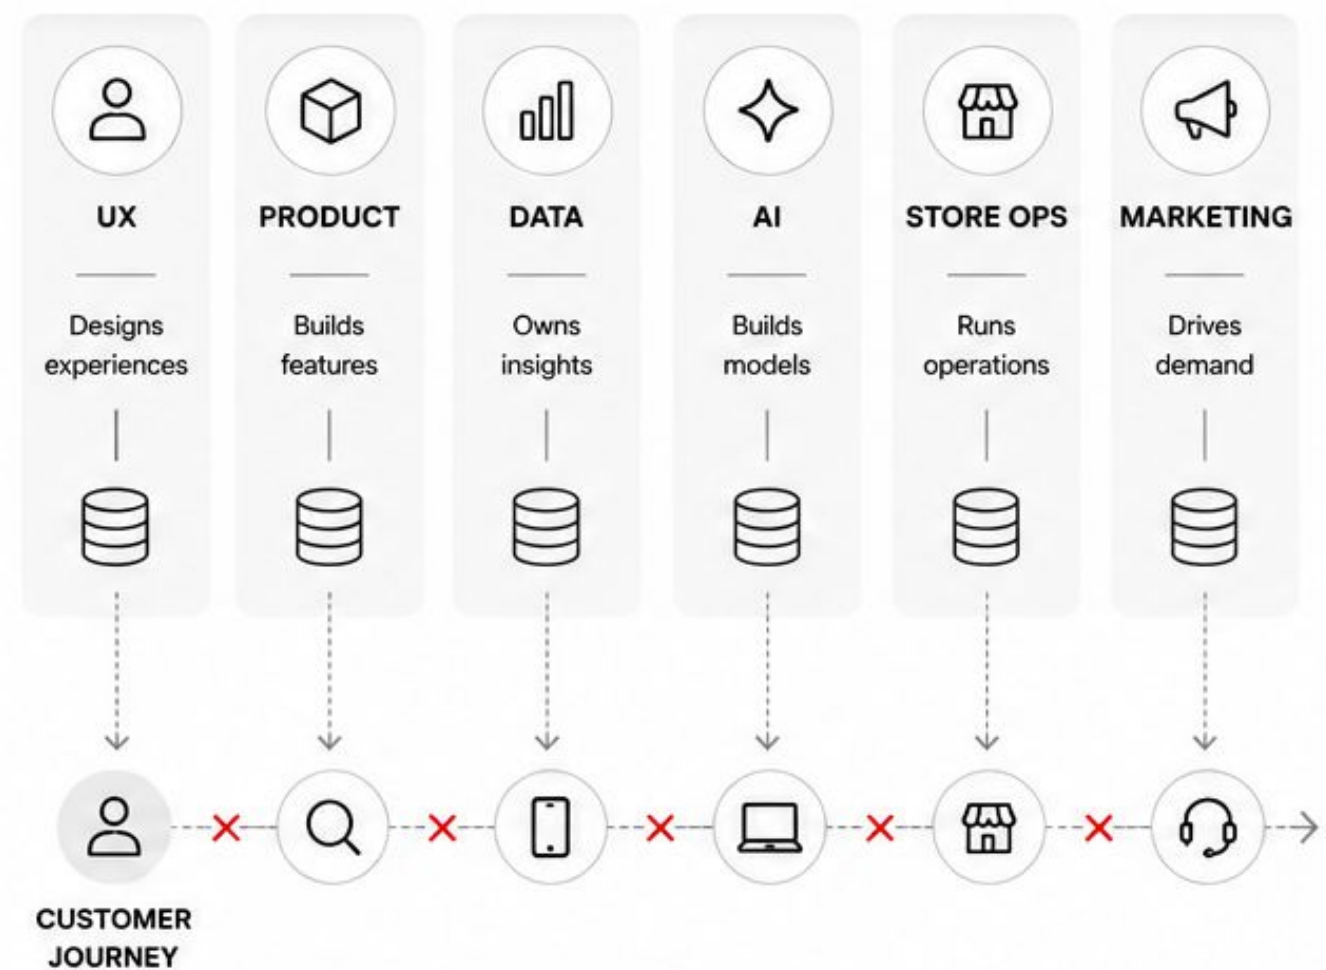 UX
PRODUCT
DATA
AI
STORE OPS
MARKETING
Designs
experiences
Builds
features
Owns
insights
Builds
models
Runs
operations
Drives
demand
CUSTOMER
JOURNEY